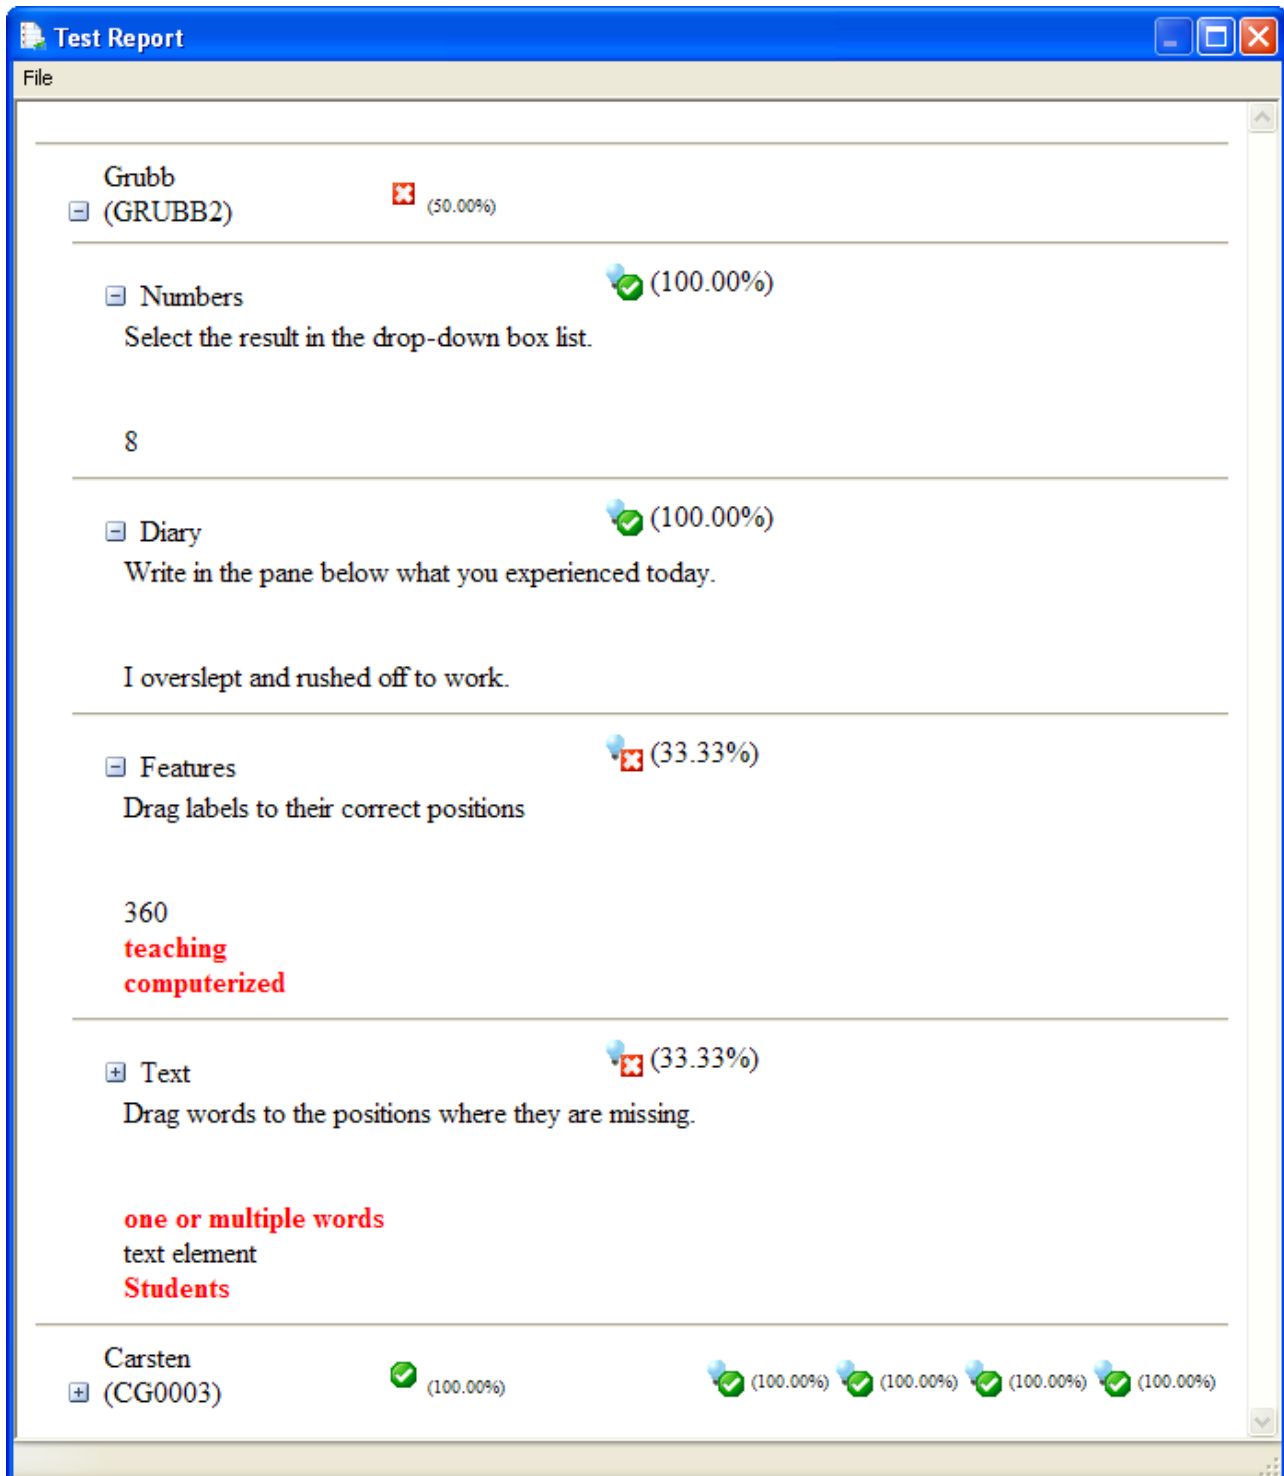 Test Report
File
Grubb
(GRUBB2)
(50.00%)
Numbers
(100.00%)
Select the result in the drop-down box list.
8
Diary
(100.00%)
Write in the pane below what you experienced today.
I overslept and rushed off to work.
Features
(33.33%)
Drag labels to their correct positions
360
teaching
computerized
Text
(33.33%)
Drag words to the positions where they are missing.
one or multiple words
text element
Students
Carsten
(CG0003)
(100.00%)
(100.00%) (100.00%) (100.00%) (100.00%)